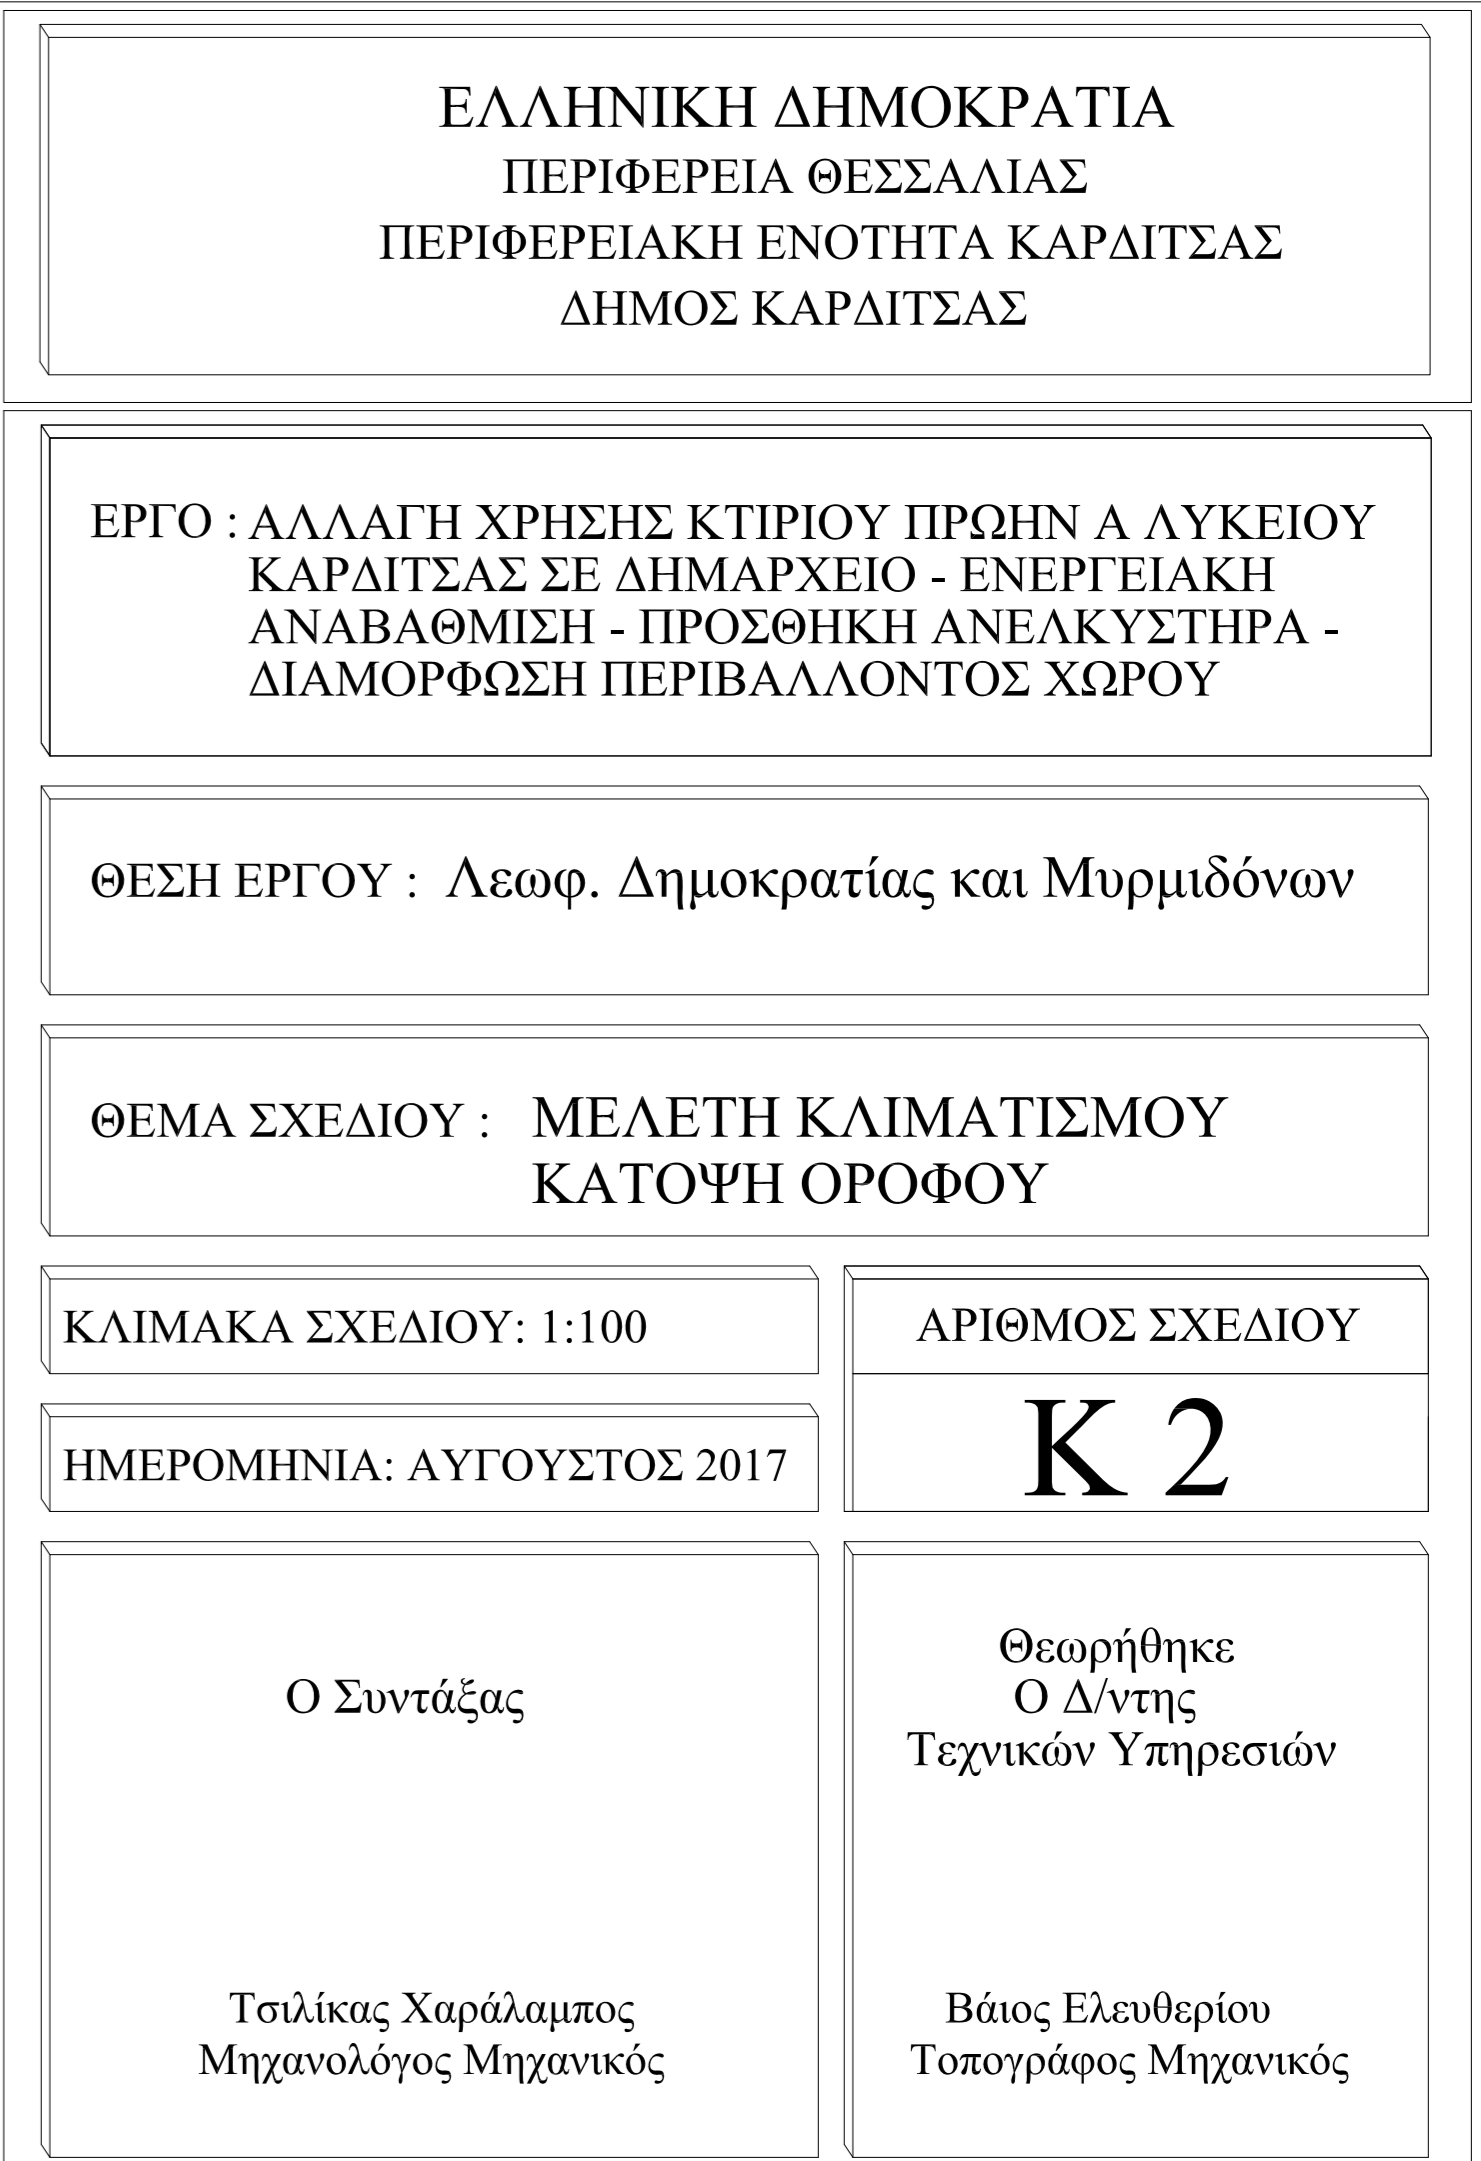 ΕΛΛΗΝΙΚΗ ΔΗΜΟΚΡΑΤΙΑ
ΠΕΡΙΦΕΡΕΙΑ ΘΕΣΣΑΛΙΑΣ
ΠΕΡΙΦΕΡΕΙΑΚΗ ΕΝΟΤΗΤΑ ΚΑΡΔΙΤΣΑΣ
ΔΗΜΟΣ ΚΑΡΔΙΤΣΑΣ
ΕΡΓΟ : ΑΛΛΑΓΗ ΧΡΗΣΗΣ ΚΤΙΡΙΟΥ ΠΡΩΗΝ Α ΛΥΚΕΙΟΥ
ΚΑΡΔΙΤΣΑΣ ΣΕ ΔΗΜΑΡΧΕΙΟ - ΕΝΕΡΓΕΙΑΚΗ
ΑΝΑΒΑΘΜΙΣΗ - ΠΡΟΣΘΗΚΗ ΑΝΕΛΚΥΣΤΗΡΑ -
ΔΙΑΜΟΡΦΩΣΗ ΠΕΡΙΒΑΛΛΟΝΤΟΣ ΧΩΡΟΥ
ΘΕΣΗ ΕΡΓΟΥ : Λεωφ. Δημοκρατίας και Μυρμιδόνων
ΘΕΜΑ ΣΧΕΔΙΟΥ : ΜΕΛΕΤΗ ΚΛΙΜΑΤΙΣΜΟΥ
ΚΑΤΟΨΗ ΟΡΟΦΟΥ
ΚΛΙΜΑΚΑ ΣΧΕΔΙΟΥ: 1:100
ΗΜΕΡΟΜΗΝΙΑ: ΑΥΓΟΥΣΤΟΣ 2017
ΑΡΙΘΜΟΣ ΣΧΕΔΙΟΥ
Κ 2
Ο Συντάξας
Τσιλίκας Χαράλαμπος
Μηχανολόγος Μηχανικός
Θεωρήθηκε
Ο Δ/ντης
Τεχνικών Υπηρεσιών
Βάιος Ελευθερίου
Τοπογράφος Μηχανικός